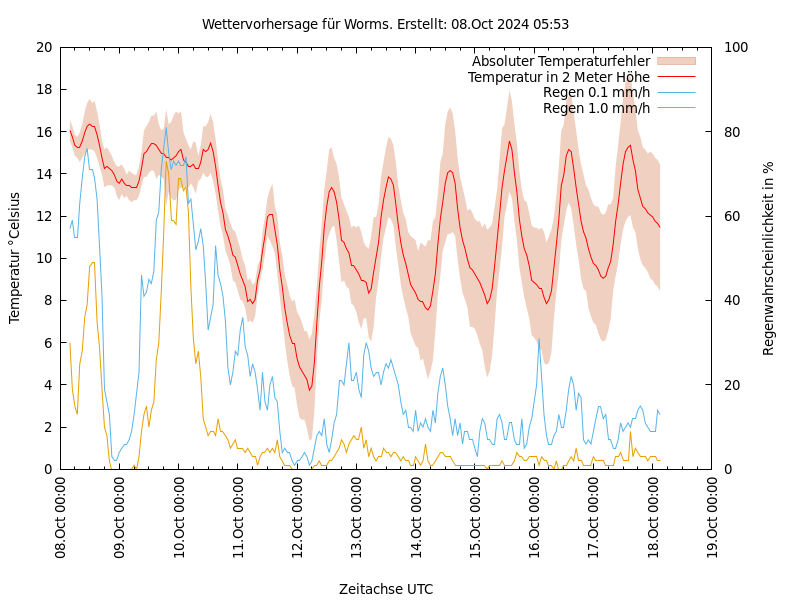 Wettervorhersage für Worms. Erstellt: 08.Oct 2024 05:53
Absoluter Temperaturfehler
Temperatur in 2 Meter Höhe
Regen 0.1 mm/h
Regen 1.0 mm/h
Temperatur °Celsius
20
18
16
14
12
10
8
6
4
2
0
100
80
60
40
20
0
Regenwahrscheinlichkeit in %
08.Oct 00:00
09.Oct 00:00
10.Oct 00:00
11.Oct 00:00
12.Oct 00:00
13.Oct 00:00
14.Oct 00:00
15.Oct 00:00
16.Oct 00:00
17.Oct 00:00
18.Oct 00:00
19.Oct 00:00
Zeitachse UTC